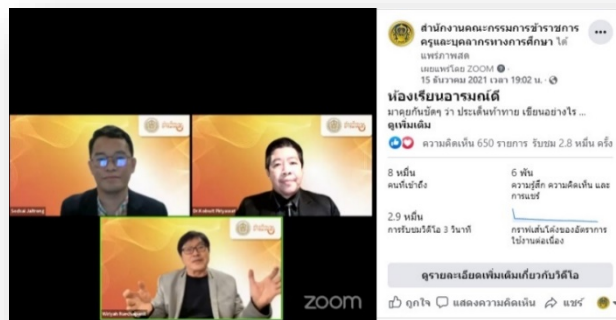 สำนักงานคณะกรรมการข้าราชการ
ครูและบุคลากรทางการศึกษา ได้
แพร่ภาพสด
เผยแพร่โดย ZOOM
15 ธันวาคม 2021 เวลา 19:02 น.
ห้องเรียนอารมณ์ดี
มาคุยกันชัดๆ ว่า ประเด็นท้าทาย เขียนอย่างไร ...
ดูเพิ่มเติม
ความคิดเห็น 650 รายการ รับชม 2.8 หมื่น ครั้ง
8 หมื่น
คนที่เข้าถึง
6 พัน
ความรู้สึก ความคิดเห็น และ
การแชร์
2.9 หมื่น
การรับชมวิดีโอ 3 วินาที
กราฟเส้นโค้งของอัตราการ
ใช้งานต่อเนื่อง
ดูรายละเอียดเพิ่มเติมเกี่ยวกับวิดีโอ
ถูกใจ แสดงความคิดเห็น แชร์
zoom